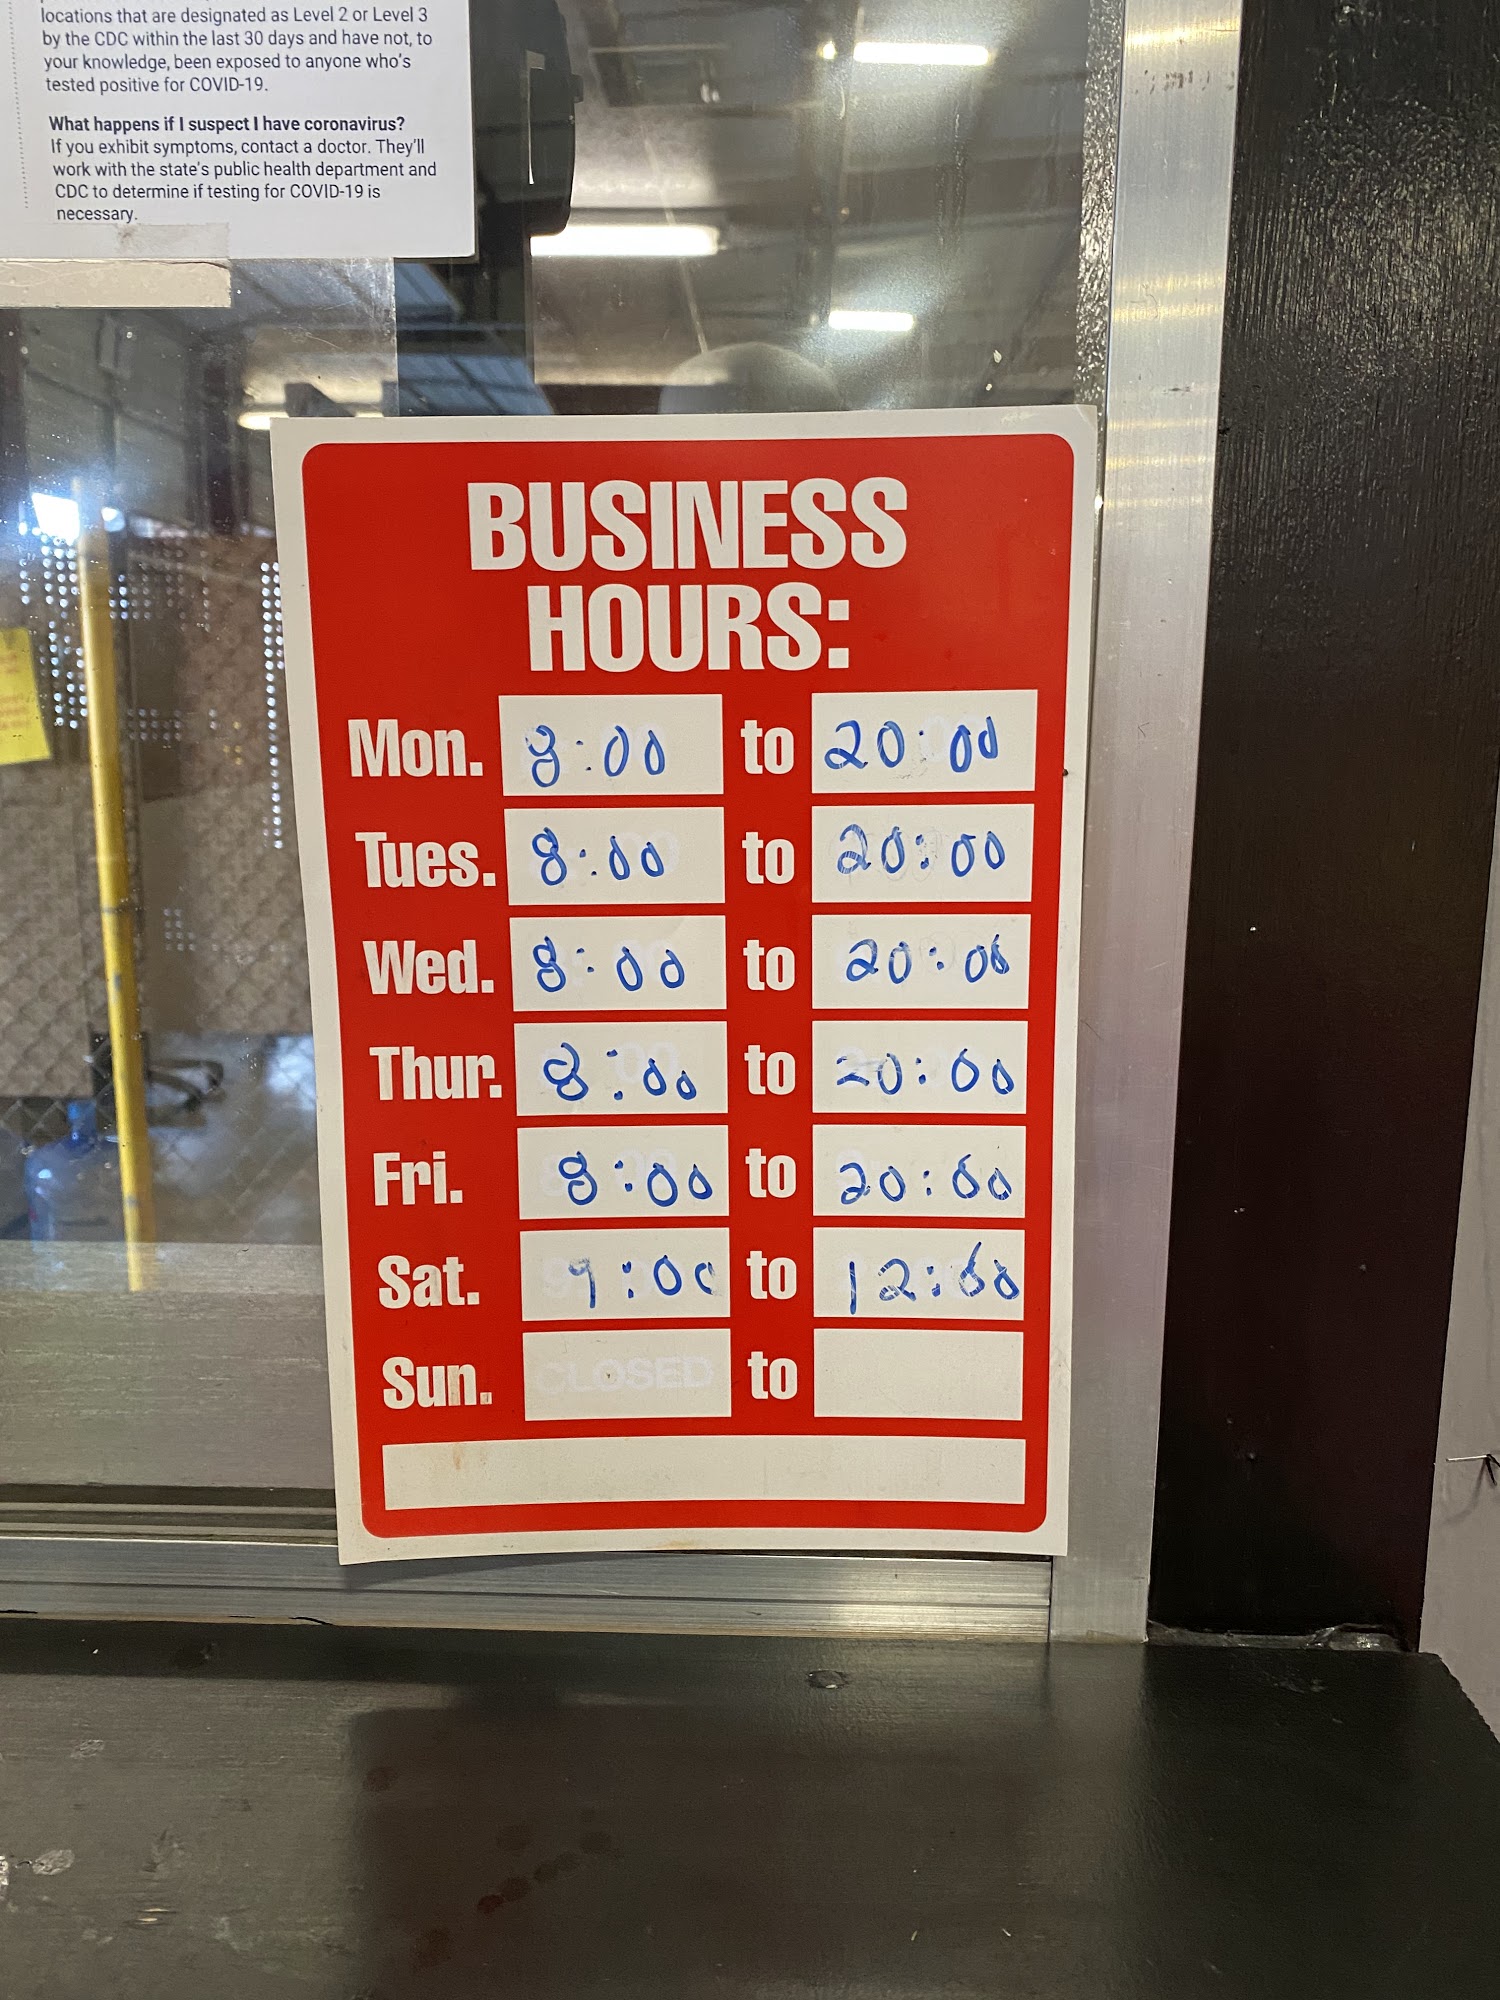 locations that are designated as Level 2 or Level 3
by the CDC within the last 30 days and have not, to
your knowledge, been exposed to anyone who's
tested positive for COVID-19.
What happens if I suspect I have coronavirus?
If you exhibit symptoms, contact a doctor. They'll
work with the state's public health department and
CDC to determine if testing for COVID-19 is
necessary.
BUSINESS
HOURS:
Mon. 8:00 to 20:00
Tues. 8:00 to 20:00
Wed. 8:00 to 20:00
Thur. 8:00 to 20:00
Fri. 8:00 to 20:00
Sat. 9:00 to 12:00
Sun. CLOSED to